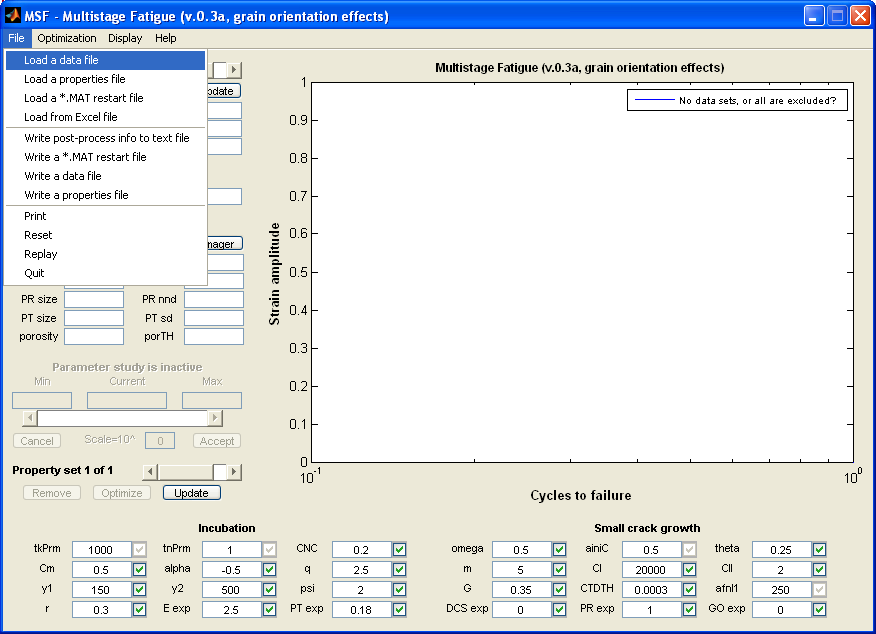 MSF - Multistage Fatigue (v.0.3a, grain orientation effects)
File Optimization Display Help
Load a data file
Load a properties file
Load a *.MAT restart file
Load from Excel file
Write post-process info to text file
Write a *.MAT restart file
Write a data file
Write a properties file
Print
Reset
Replay
Quit
pdate
nager
PR size PR nnd
PT size PT sd
porosity porTH
Parameter study is inactive
Min Current Max
Cancel Scale=10^ 0 Accept
Property set 1 of 1
Remove Optimize Update
Multistage Fatigue (v.0.3a, grain orientation effects)
No data sets, or all are excluded?
1
0.9
0.8
0.7
0.6
0.5
0.4
0.3
0.2
0.1
0
Strain amplitude
10^-1 10^0
Cycles to failure
Incubation
tkPrm 1000 tnPrm 1 CNC 0.2
Cm 0.5 alpha -0.5 q 2.5
y1 150 y2 500 psi 2
r 0.3 E exp 2.5 PT exp 0.18
Small crack growth
omega 0.5 ainiC 0.5 theta 0.25
m 5 CI 20000 CII 2
G 0.35 CTDTH 0.0003 afnl1 250
DCS exp 0 PR exp 1 GO exp 0